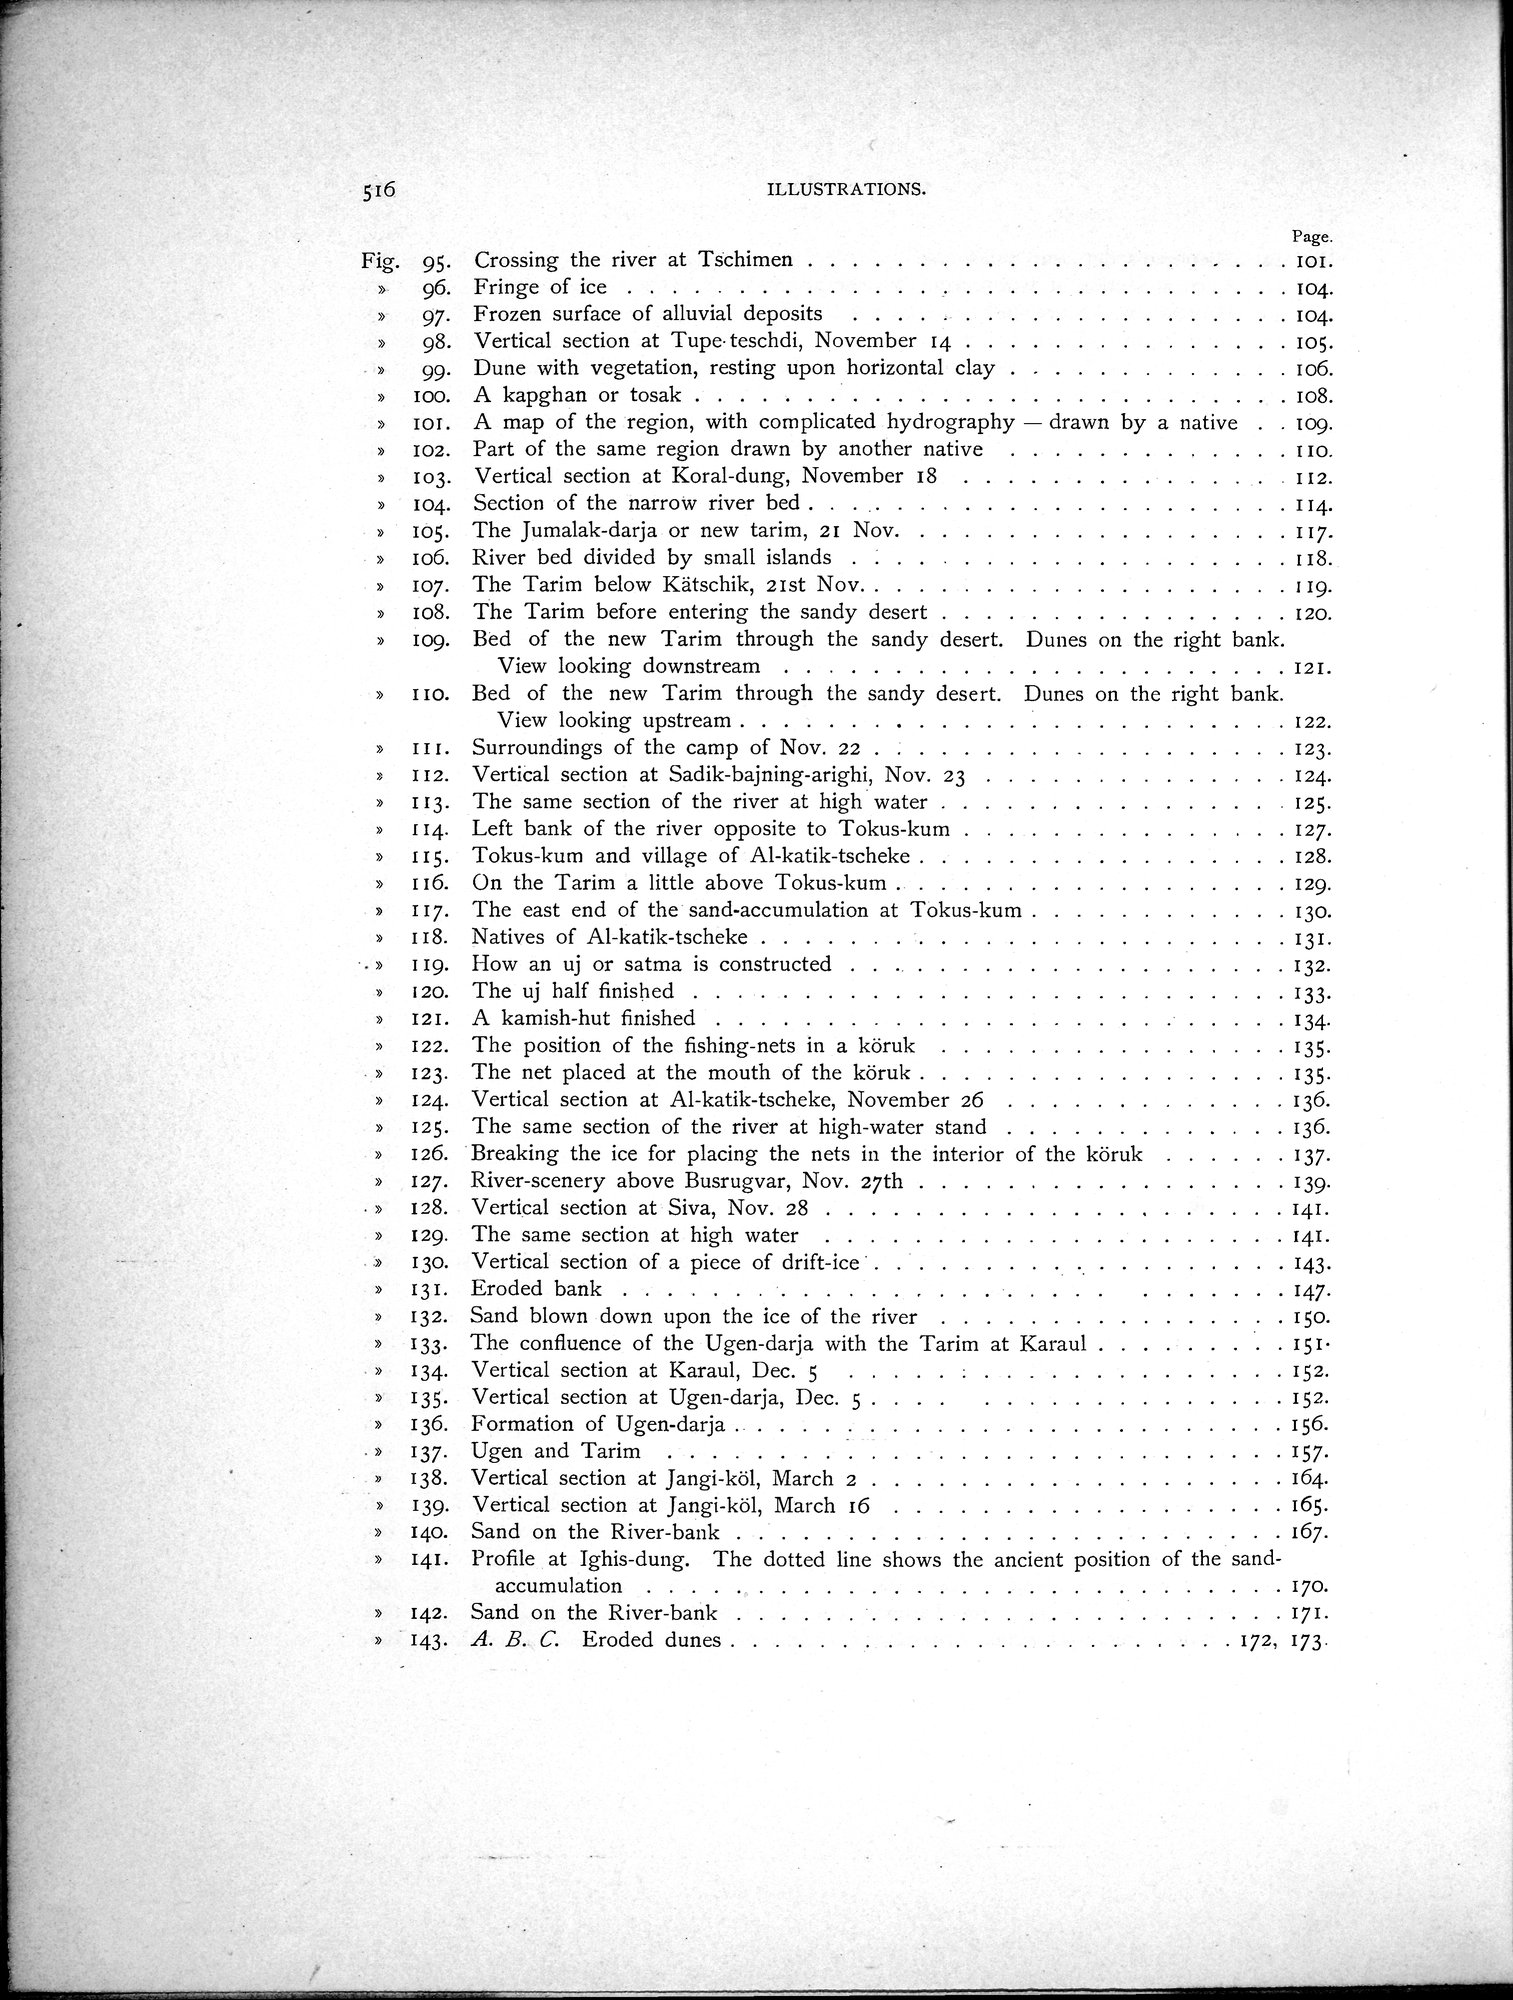 516 ILLUSTRATIONS.
Page.
Fig. 95. Crossing the river at Tschimen . . . . . . . . . . . . . . . . . . . . . . 101.
» 96. Fringe of ice . . . . . . . . . . . . . . . . . . . . . . . . . . . . . . 104.
» 97. Frozen surface of alluvial deposits . . . . . . . . . . . . . . . . . . . . 104.
» 98. Vertical section at Tupe-teschdi, November 14 . . . . . . . . . . . . . . . 105.
» 99. Dune with vegetation, resting upon horizontal clay . . . . . . . . . . . . . 106.
» 100. A kapghan or tosak . . . . . . . . . . . . . . . . . . . . . . . . . . . 108.
» 101. A map of the region, with complicated hydrography — drawn by a native . . 109.
» 102. Part of the same region drawn by another native . . . . . . . . . . . . . 110.
» 103. Vertical section at Koral-dung, November 18 . . . . . . . . . . . . . . . 112.
» 104. Section of the narrow river bed . . . . . . . . . . . . . . . . . . . . . . 114.
» 105. The Jumalak-darja or new tarim, 21 Nov. . . . . . . . . . . . . . . . . . . 117.
» 106. River bed divided by small islands . . . . . . . . . . . . . . . . . . . . 118.
» 107. The Tarim below Kätschik, 21st Nov. . . . . . . . . . . . . . . . . . . . 119.
» 108. The Tarim before entering the sandy desert . . . . . . . . . . . . . . . . 120.
» 109. Bed of the new Tarim through the sandy desert. Dunes on the right bank.
View looking downstream . . . . . . . . . . . . . . . . . . . . . . . 121.
» 110. Bed of the new Tarim through the sandy desert. Dunes on the right bank.
View looking upstream . . . . . . . . . . . . . . . . . . . . . . . . . 122.
» 111. Surroundings of the camp of Nov. 22 . . . . . . . . . . . . . . . . . . . 123.
» 112. Vertical section at Sadik-bajning-arighi, Nov. 23 . . . . . . . . . . . . . . 124.
» 113. The same section of the river at high water . . . . . . . . . . . . . . . . 125.
» 114. Left bank of the river opposite to Tokus-kum . . . . . . . . . . . . . . . 127.
» 115. Tokus-kum and village of Al-katik-tscheke . . . . . . . . . . . . . . . . . 128.
» 116. On the Tarim a little above Tokus-kum . . . . . . . . . . . . . . . . . . 129.
» 117. The east end of the sand-accumulation at Tokus-kum . . . . . . . . . . . . 130.
» 118. Natives of Al-katik-tscheke . . . . . . . . . . . . . . . . . . . . . . . . 131.
» 119. How an uj or satma is constructed . . . . . . . . . . . . . . . . . . . . 132.
» 120. The uj half finished . . . . . . . . . . . . . . . . . . . . . . . . . . . 133.
» 121. A kamish-hut finished . . . . . . . . . . . . . . . . . . . . . . . . . . 134.
» 122. The position of the fishing-nets in a köruk . . . . . . . . . . . . . . . . 135.
» 123. The net placed at the mouth of the köruk . . . . . . . . . . . . . . . . . 135.
» 124. Vertical section at Al-katik-tscheke, November 26 . . . . . . . . . . . . . 136.
» 125. The same section of the river at high-water stand . . . . . . . . . . . . . 136.
» 126. Breaking the ice for placing the nets in the interior of the köruk . . . . . . 137.
» 127. River-scenery above Busrugvar, Nov. 27th . . . . . . . . . . . . . . . . . 139.
» 128. Vertical section at Siva, Nov. 28 . . . . . . . . . . . . . . . . . . . . . 141.
» 129. The same section at high water . . . . . . . . . . . . . . . . . . . . . 141.
» 130. Vertical section of a piece of drift-ice . . . . . . . . . . . . . . . . . . . 143.
» 131. Eroded bank . . . . . . . . . . . . . . . . . . . . . . . . . . . . . 147.
» 132. Sand blown down upon the ice of the river . . . . . . . . . . . . . . . . 150.
» 133. The confluence of the Ugen-darja with the Tarim at Karaul . . . . . . . . . 151.
» 134. Vertical section at Karaul, Dec. 5 . . . . . . . . . . . . . . . . . . . . 152.
» 135. Vertical section at Ugen-darja, Dec. 5 . . . . . . . . . . . . . . . . . . 152.
» 136. Formation of Ugen-darja . . . . . . . . . . . . . . . . . . . . . . . . . 156.
» 137. Ugen and Tarim . . . . . . . . . . . . . . . . . . . . . . . . . . . . 157.
» 138. Vertical section at Jangi-köl, March 2 . . . . . . . . . . . . . . . . . . . 164.
» 139. Vertical section at Jangi-köl, March 16 . . . . . . . . . . . . . . . . . . 165.
» 140. Sand on the River-bank . . . . . . . . . . . . . . . . . . . . . . . . . 167.
» 141. Profile at Ighis-dung. The dotted line shows the ancient position of the sand-
accumulation . . . . . . . . . . . . . . . . . . . . . . . . . . . . . 170.
» 142. Sand on the River-bank . . . . . . . . . . . . . . . . . . . . . . . . . 171.
» 143. A. B. C. Eroded dunes . . . . . . . . . . . . . . . . . . . . . . . 172, 173.